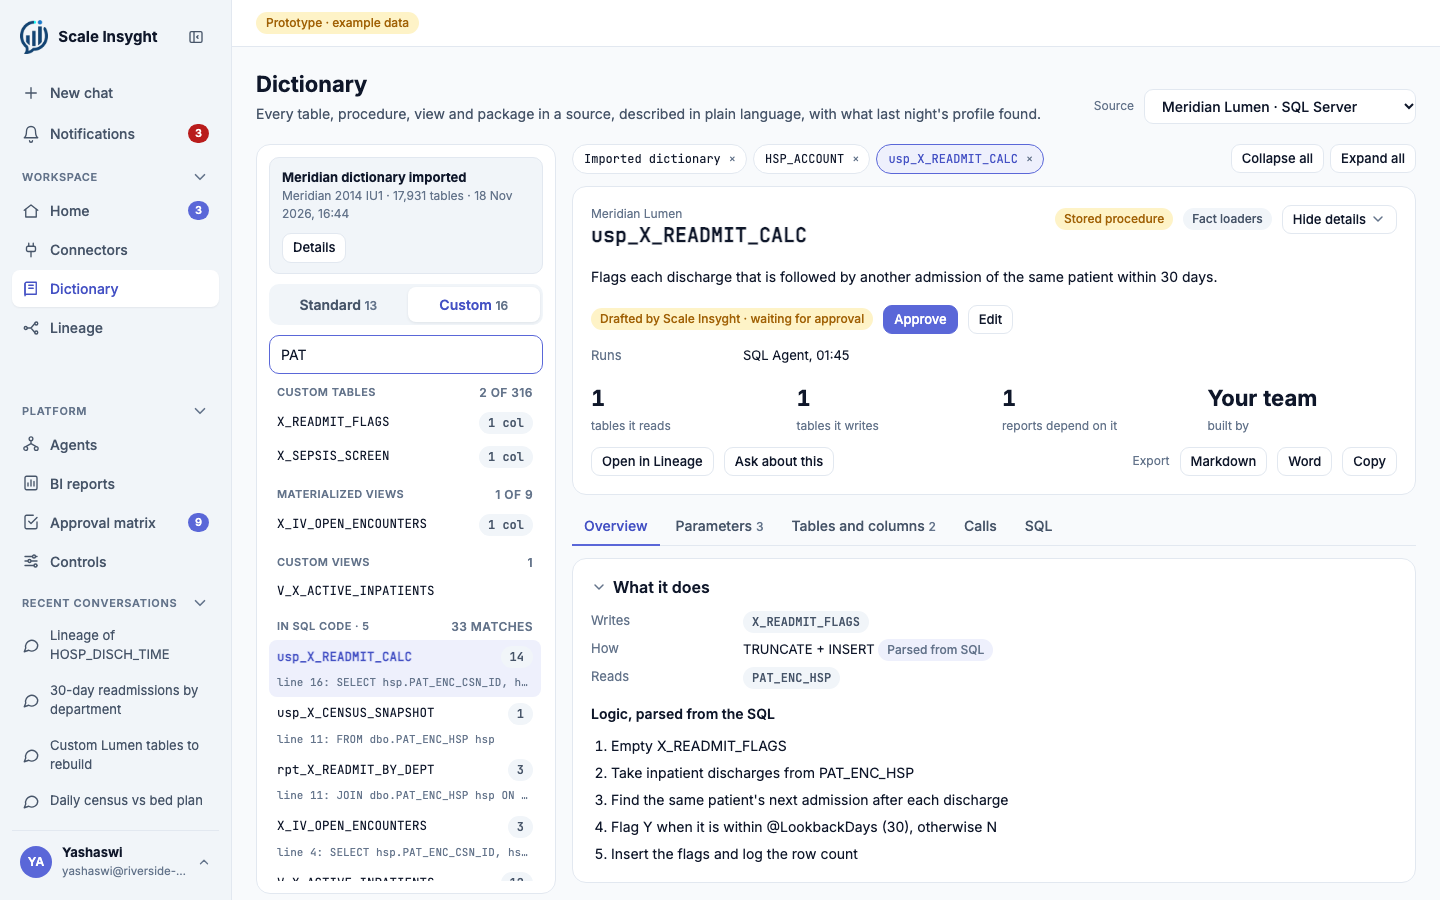 Scale Insyght
New chat
Notifications 3
WORKSPACE
Home 3
Connectors
Dictionary
Lineage
PLATFORM
Agents
BI reports
Approval matrix 9
Controls
RECENT CONVERSATIONS
Lineage of
HOSP_DISCH_TIME
30-day readmissions by
department
Custom Lumen tables to
rebuild
Daily census vs bed plan
YA
Yashaswi
yashaswi@riverside-...
Prototype · example data
Dictionary
Every table, procedure, view and package in a source, described in plain language, with what last night's profile found.
Source Meridian Lumen · SQL Server
Meridian dictionary imported
Meridian 2014 IU1 · 17,931 tables · 18 Nov
2026, 16:44
Details
Standard 13 Custom 16
PAT
CUSTOM TABLES 2 OF 316
X_READMIT_FLAGS 1 col
X_SEPSIS_SCREEN 1 col
MATERIALIZED VIEWS 1 OF 9
X_IV_OPEN_ENCOUNTERS 1 col
CUSTOM VIEWS 1
V_X_ACTIVE_INPATIENTS
IN SQL CODE · 5 33 MATCHES
usp_X_READMIT_CALC 14
line 16: SELECT hsp.PAT_ENC_CSN_ID, h…
usp_X_CENSUS_SNAPSHOT 1
line 11: FROM dbo.PAT_ENC_HSP hsp
rpt_X_READMIT_BY_DEPT 3
line 11: JOIN dbo.PAT_ENC_HSP hsp ON …
X_IV_OPEN_ENCOUNTERS 3
line 4: SELECT hsp.PAT_ENC_CSN_ID, hs…
V_X_ACTIVE_INPATIENTS 12
Imported dictionary × HSP_ACCOUNT × usp_X_READMIT_CALC ×
Collapse all Expand all
Meridian Lumen
usp_X_READMIT_CALC
Stored procedure Fact loaders Hide details
Flags each discharge that is followed by another admission of the same patient within 30 days.
Drafted by Scale Insyght · waiting for approval Approve Edit
Runs SQL Agent, 01:45
1 1 1 Your team
tables it reads tables it writes reports depend on it built by
Open in Lineage Ask about this Export Markdown Word Copy
Overview Parameters 3 Tables and columns 2 Calls SQL
What it does
Writes X_READMIT_FLAGS
How TRUNCATE + INSERT Parsed from SQL
Reads PAT_ENC_HSP
Logic, parsed from the SQL
1. Empty X_READMIT_FLAGS
2. Take inpatient discharges from PAT_ENC_HSP
3. Find the same patient's next admission after each discharge
4. Flag Y when it is within @LookbackDays (30), otherwise N
5. Insert the flags and log the row count